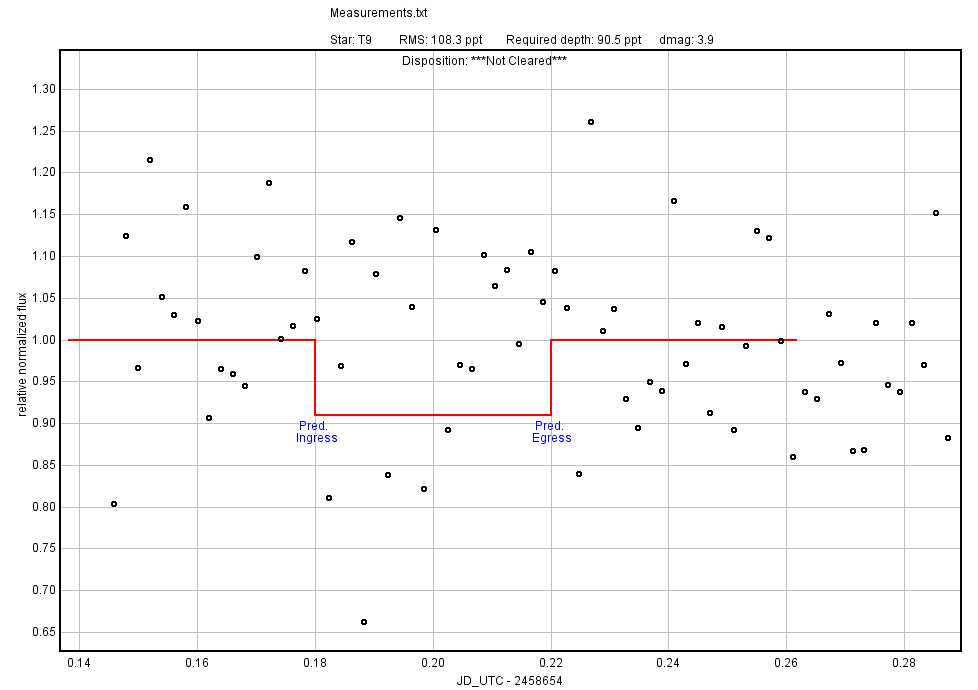 Measurements.txt
Star: T9 RMS: 108.3 ppt Required depth: 90.5 ppt dmag: 3.9
Disposition: ***Not Cleared***
1.30
1.25
1.20
1.15
1.10
1.05
1.00
0.95
0.90
0.85
0.80
0.75
0.70
0.65
relative normalized flux
Pred.
Ingress
Pred.
Egress
0.14 0.16 0.18 0.20 0.22 0.24 0.26 0.28
JD_UTC - 2458654